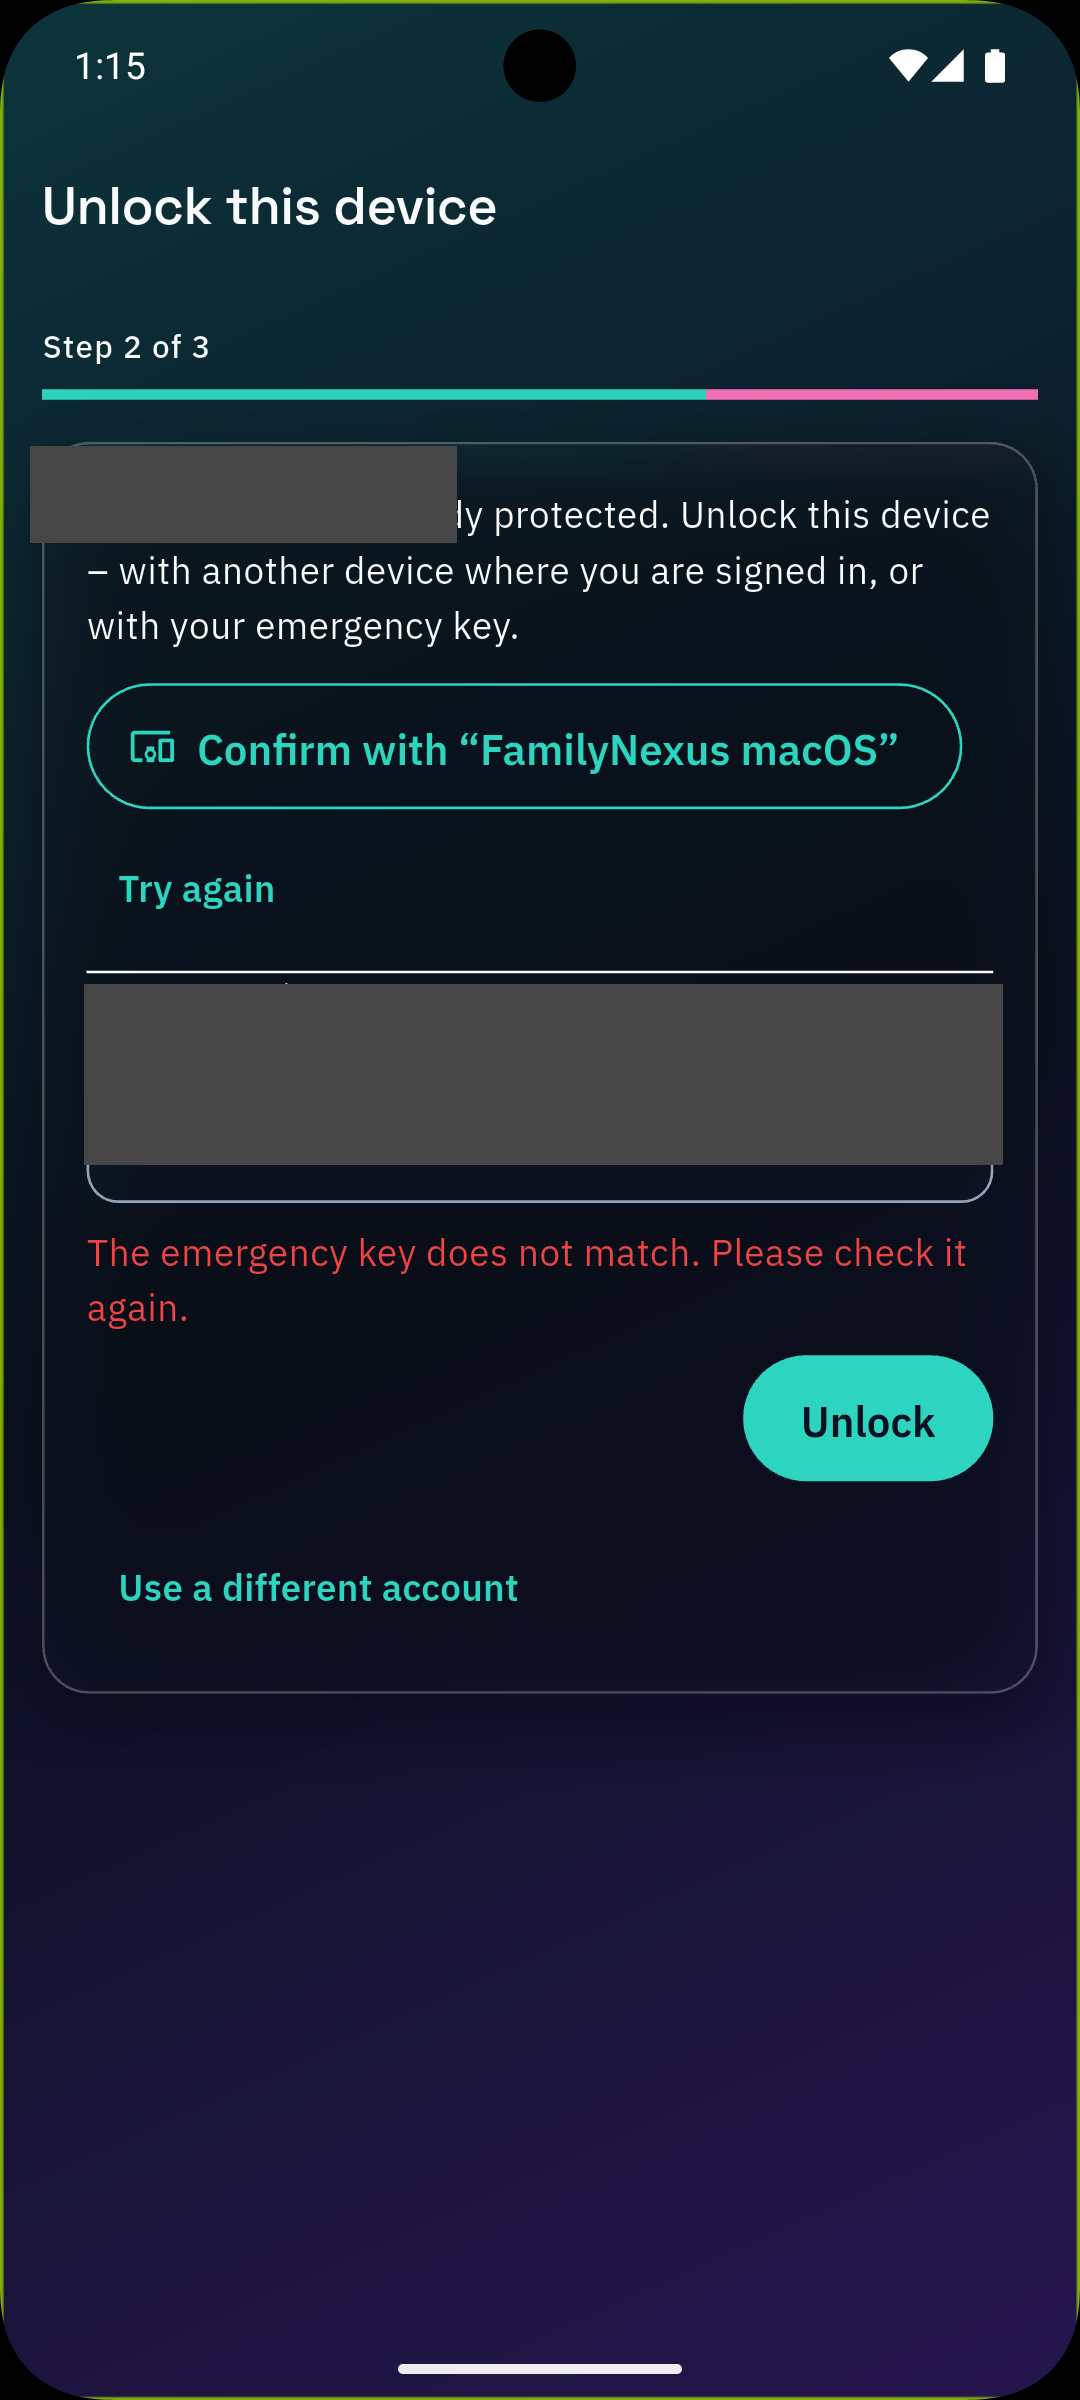 1:15
Unlock this device
Step 2 of 3
protected. Unlock this device
– with another device where you are signed in, or
with your emergency key.
Confirm with “FamilyNexus macOS”
Try again
The emergency key does not match. Please check it
again.
Unlock
Use a different account